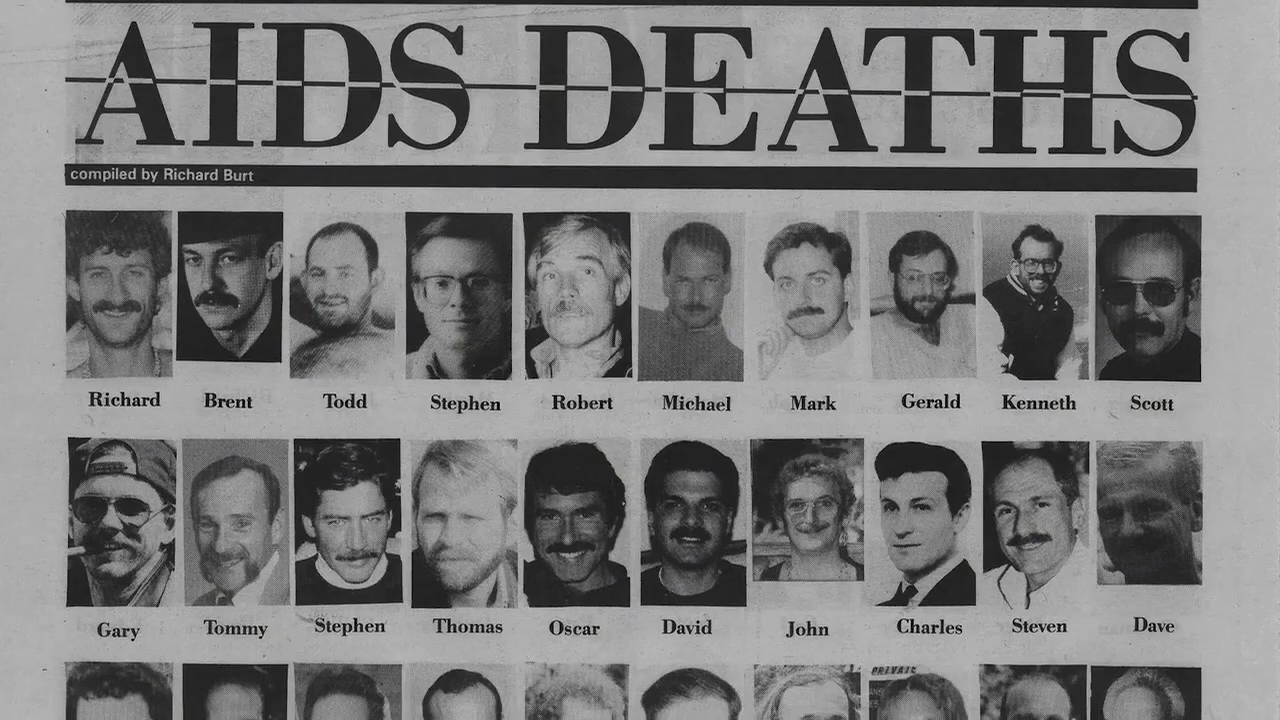 AIDS DEATHS
compiled by Richard Burt
Richard Brent Todd Stephen Robert Michael Mark Gerald Kenneth Scott
Gary Tommy Stephen Thomas Oscar David John Charles Steven Dave
PRIVATE